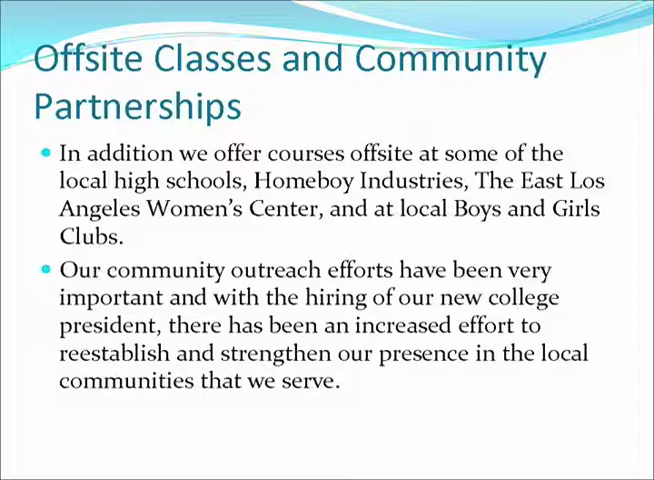 Offsite Classes and Community
Partnerships
• In addition we offer courses offsite at some of the
local high schools, Homeboy Industries, The East Los
Angeles Women's Center, and at local Boys and Girls
Clubs.
• Our community outreach efforts have been very
important and with the hiring of our new college
president, there has been an increased effort to
reestablish and strengthen our presence in the local
communities that we serve.